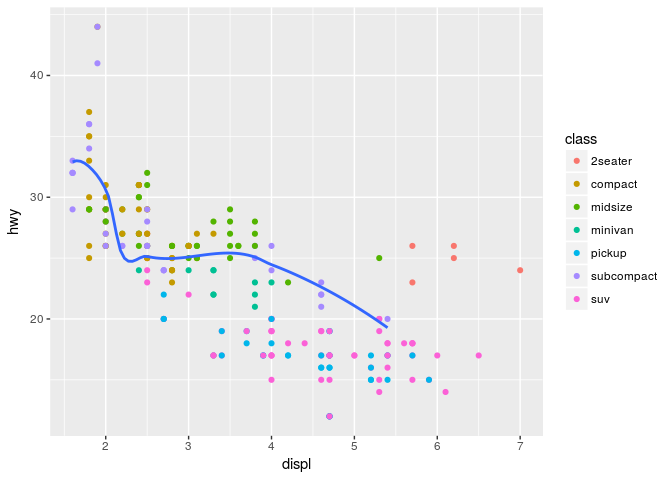 40
30
20
hwy
2 3 4 5 6 7
displ
class
2seater
compact
midsize
minivan
pickup
subcompact
suv